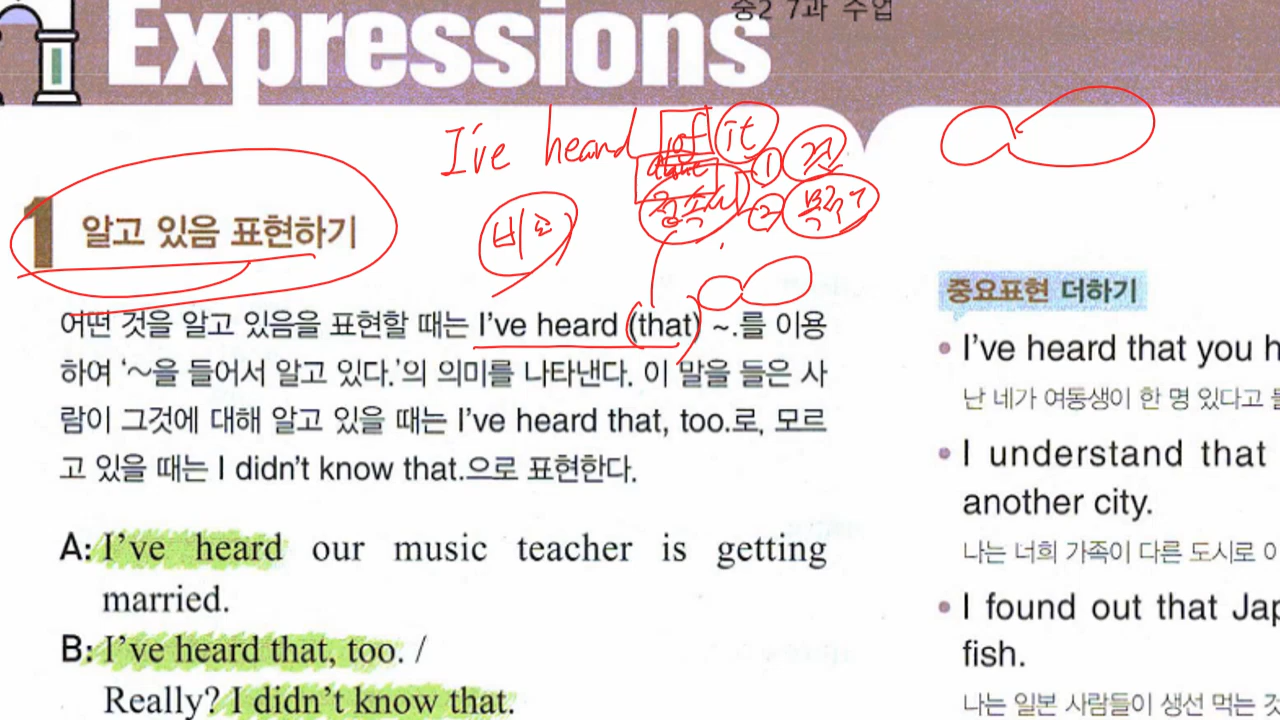 중2 7과 수업
Expressions
I've heard of it
① 전
접속사 ② 목적어
비교
1 알고 있음 표현하기
어떤 것을 알고 있음을 표현할 때는 I've heard (that) ~.를 이용
하여 '~을 들어서 알고 있다.'의 의미를 나타낸다. 이 말을 들은 사
람이 그것에 대해 알고 있을 때는 I've heard that, too.로, 모르
고 있을 때는 I didn't know that.으로 표현한다.
A: I've heard our music teacher is getting
married.
B: I've heard that, too. /
Really? I didn't know that.
중요표현 더하기
• I've heard that you h
난 네가 여동생이 한 명 있다고
• I understand that
another city.
나는 너희 가족이 다른 도시로
• I found out that Jap
fish.
나는 일본 사람들이 생선 먹는 것